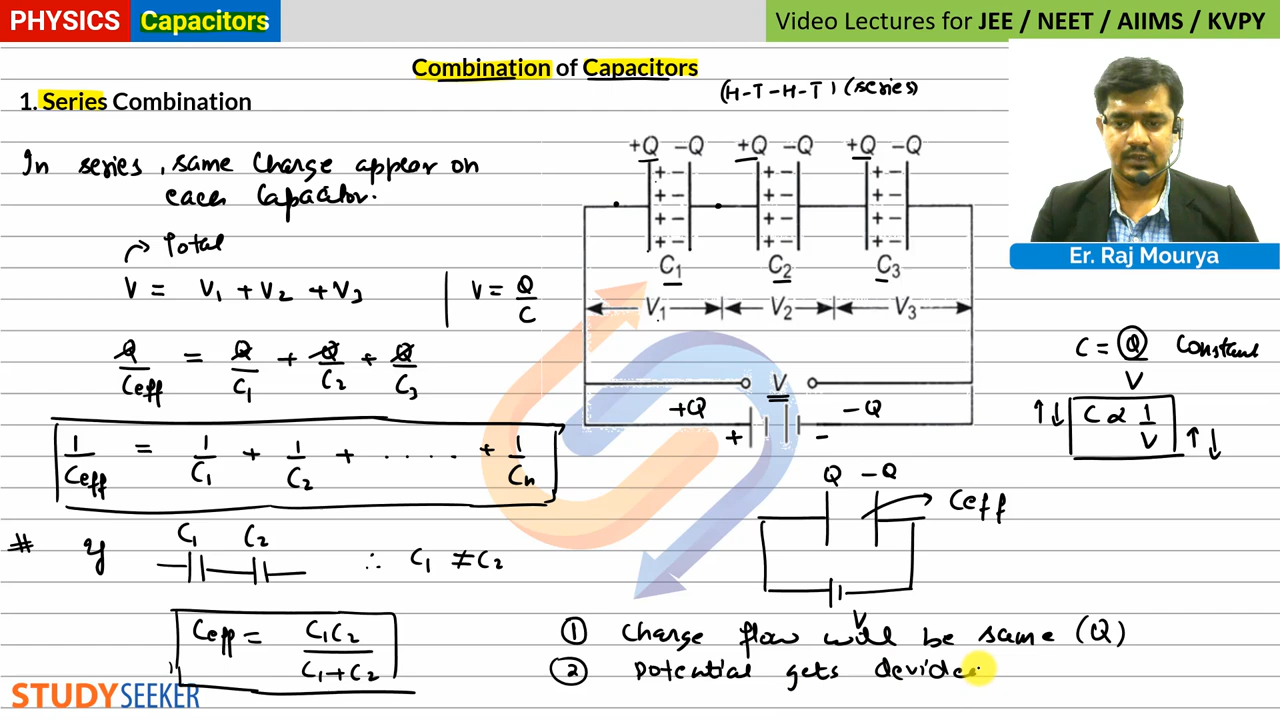 PHYSICS Capacitors
Video Lectures for JEE / NEET / AIIMS / KVPY
Combination of Capacitors
1. Series Combination
(H-T-H-T) (series)
In series, same charge appear on
each Capacitor.
→ Total
V = V₁ + V₂ + V₃ | V = Q/C
Q/Ceff = Q/C₁ + Q/C₂ + Q/C₃
1/Ceff = 1/C₁ + 1/C₂ + ..... + 1/Cn
# If C₁ C₂ ∴ C₁ ≠ C₂
Ceff = C₁C₂/C₁+C₂
+Q −Q +Q −Q +Q −Q
+ − + − + −
+ − + − + −
+ − + − + −
+ − + − + −
C₁ C₂ C₃
V₁ V₂ V₃
V
+Q −Q
+ −
Er. Raj Mourya
C = Q/V Constant
↑↓ C ∝ 1/V ↑↓
Q −Q
Ceff
V
① Charge flow will be same (Q)
② Potential gets devides
STUDYSEEKER